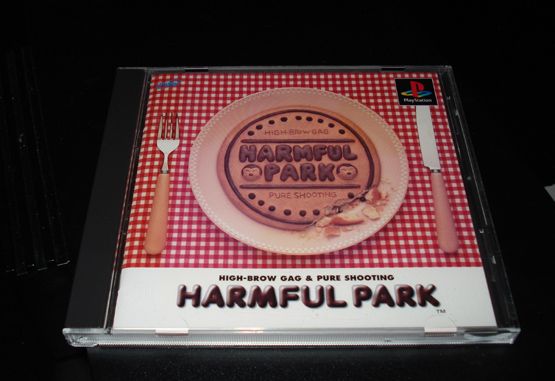 PlayStation
HIGH-BROW GAG
HARMFUL
PARK
PURE SHOOTING
HIGH-BROW GAG & PURE SHOOTING
HARMFUL PARK
TM